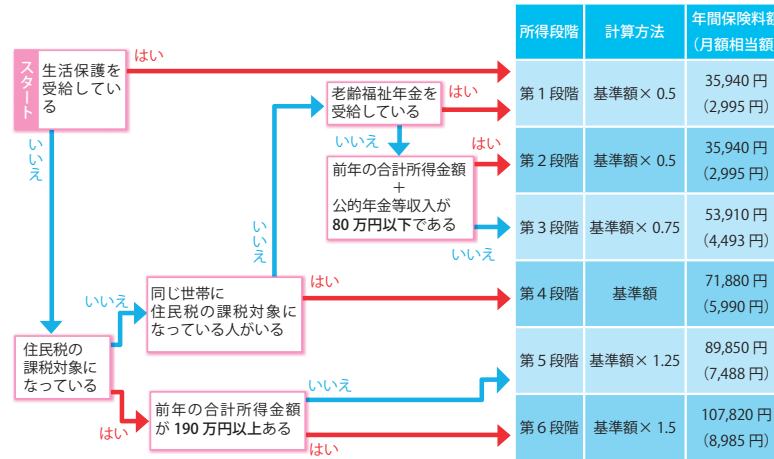 スタート
生活保護を
受給してい
る
はい
いいえ
老齢福祉年金を
受給している
はい
いいえ
前年の合計所得金額
＋
公的年金等収入が
80 万円以下である
はい
いいえ
いいえ
同じ世帯に
住民税の課税対象に
なっている人がいる
はい
いいえ
住民税の
課税対象に
なっている
はい
前年の合計所得金額
が 190 万円以上ある
いいえ
はい
所得段階 計算方法 年間保険料額
（月額相当額
第 1 段階 基準額× 0.5 35,940 円
（2,995 円）
第 2 段階 基準額× 0.5 35,940 円
（2,995 円）
第 3 段階 基準額× 0.75 53,910 円
（4,493 円）
第 4 段階 基準額 71,880 円
（5,990 円）
第 5 段階 基準額× 1.25 89,850 円
（7,488 円）
第 6 段階 基準額× 1.5 107,820 円
（8,985 円）